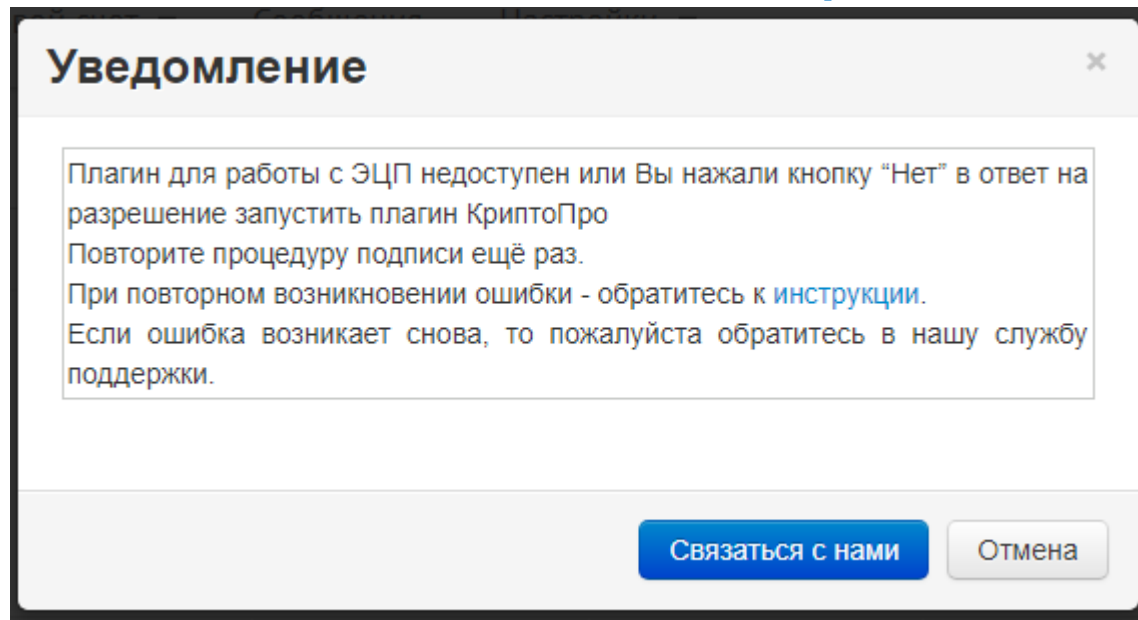 Уведомление
×
Плагин для работы с ЭЦП недоступен или Вы нажали кнопку “Нет” в ответ на
разрешение запустить плагин КриптоПро
Повторите процедуру подписи ещё раз.
При повторном возникновении ошибки - обратитесь к инструкции.
Если ошибка возникает снова, то пожалуйста обратитесь в нашу службу
поддержки.
Связаться с нами Отмена